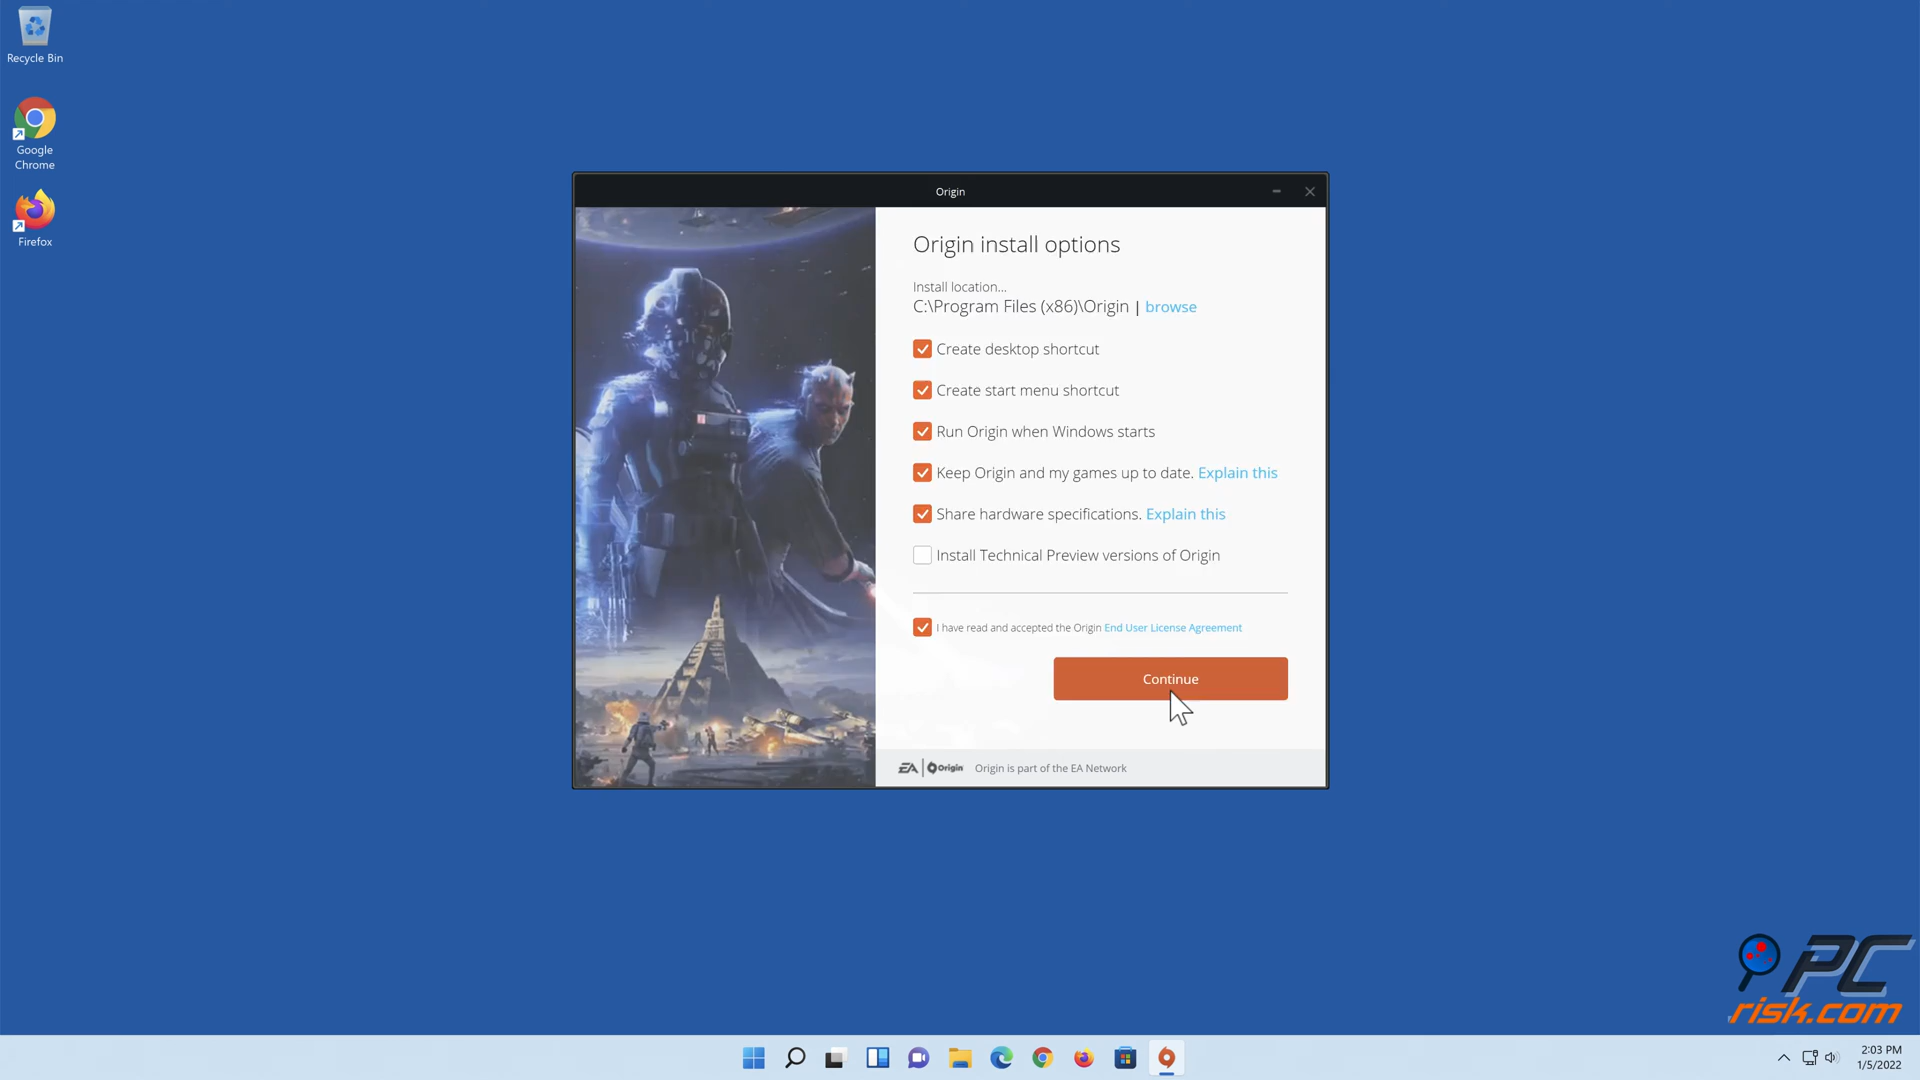 Recycle Bin
Google
Chrome
Firefox
Origin
Origin install options
Install location...
C:\Program Files (x86)\Origin | browse
Create desktop shortcut
Create start menu shortcut
Run Origin when Windows starts
Keep Origin and my games up to date. Explain this
Share hardware specifications. Explain this
Install Technical Preview versions of Origin
I have read and accepted the Origin End User License Agreement
Continue
EA | Origin Origin is part of the EA Network
PC
risk.com
2:03 PM
1/5/2022